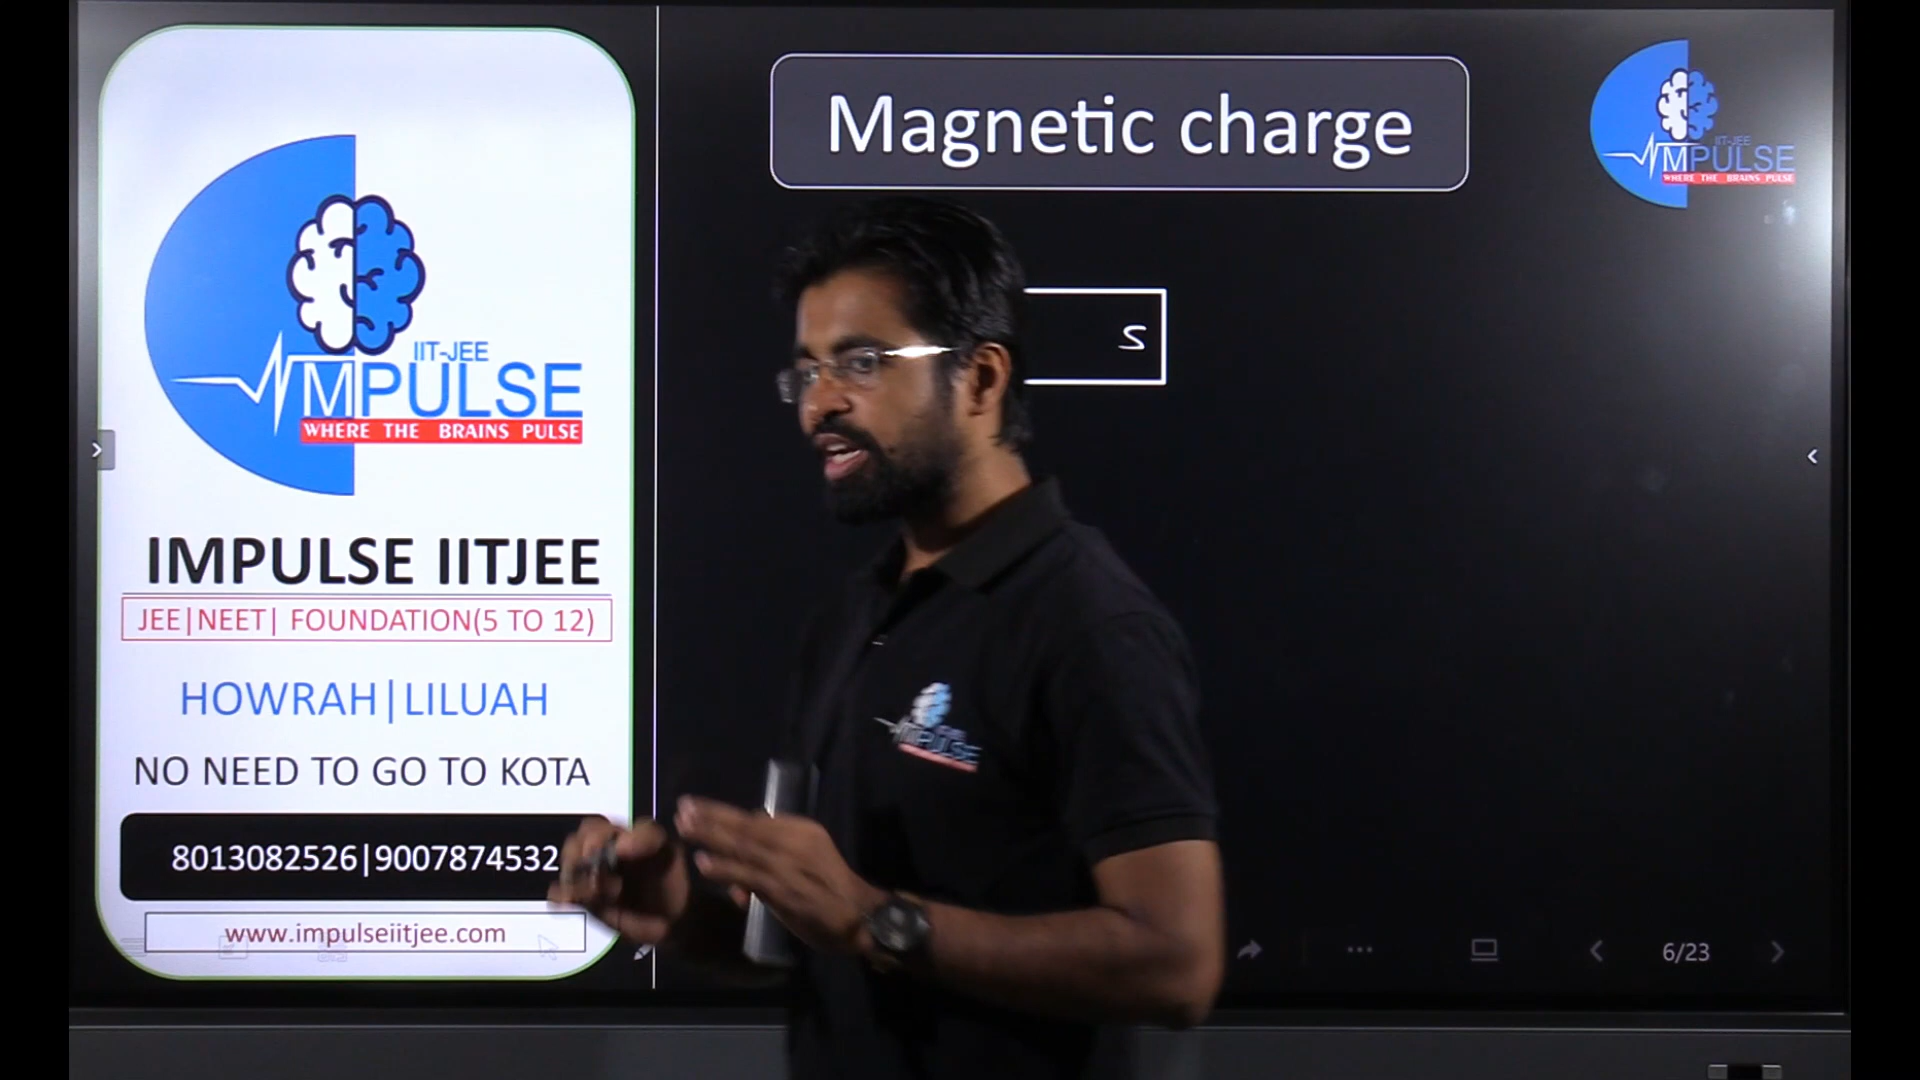 IIT-JEE
MPULSE
WHERE THE BRAINS PULSE
IMPULSE IITJEE
JEE|NEET| FOUNDATION(5 TO 12)
HOWRAH|LILUAH
NO NEED TO GO TO KOTA
8013082526|9007874532
www.impulseiitjee.com
Magnetic charge
IIT-JEE
MPULSE
WHERE THE BRAINS PULSE
S
MPULSE
6/23